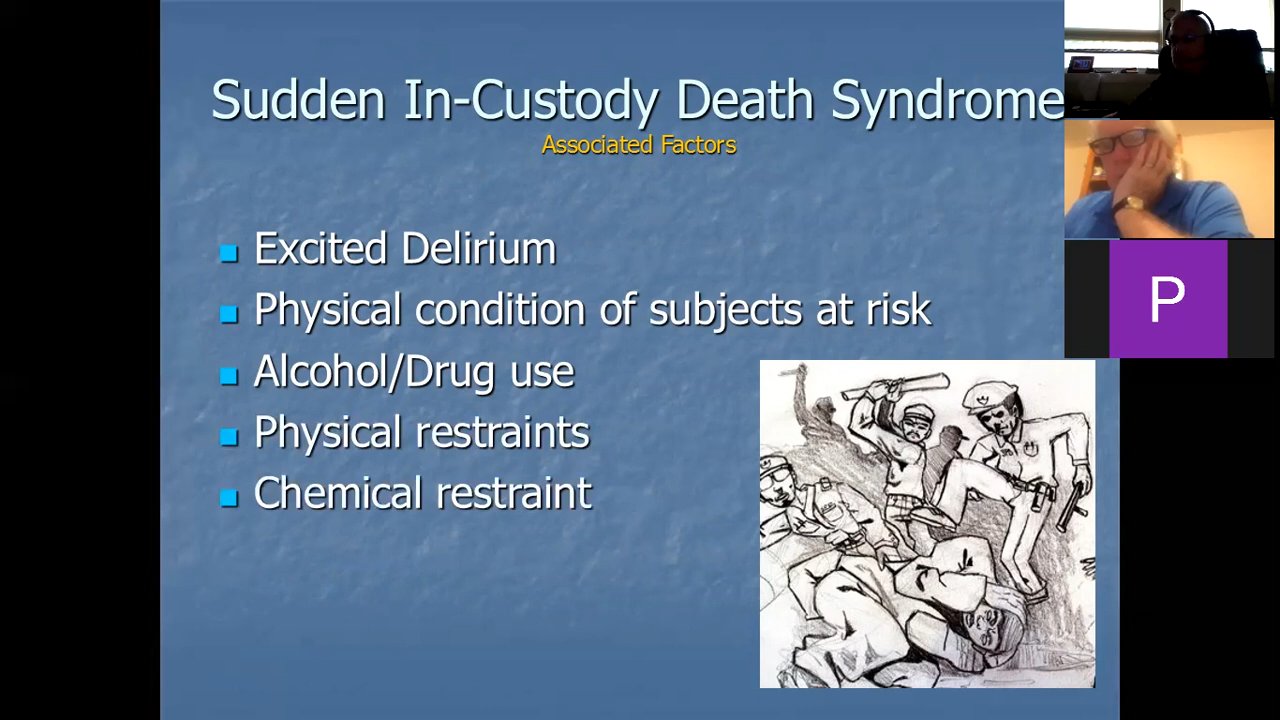 Sudden In-Custody Death Syndrome
Associated Factors
Excited Delirium
Physical condition of subjects at risk
Alcohol/Drug use
Physical restraints
Chemical restraint
P